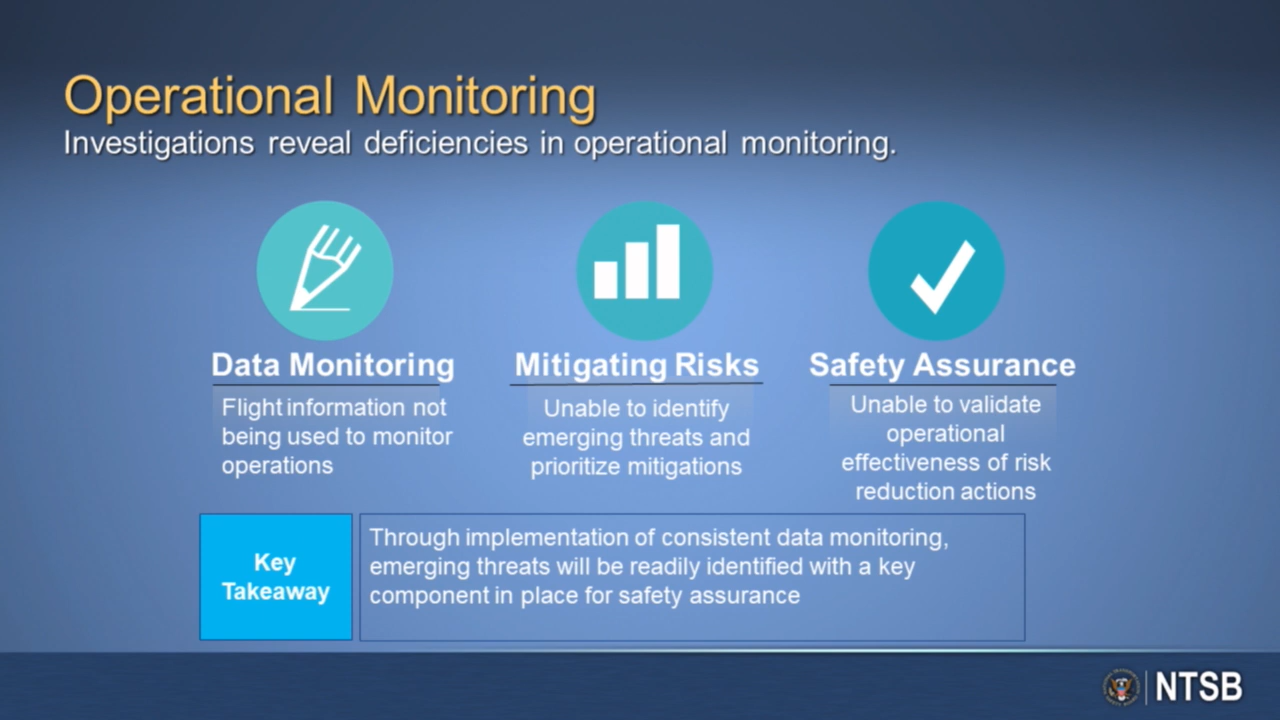 Operational Monitoring
Investigations reveal deficiencies in operational monitoring.
Data Monitoring
Flight information not
being used to monitor
operations
Mitigating Risks
Unable to identify
emerging threats and
prioritize mitigations
Safety Assurance
Unable to validate
operational
effectiveness of risk
reduction actions
Key
Takeaway
Through implementation of consistent data monitoring,
emerging threats will be readily identified with a key
component in place for safety assurance
NTSB